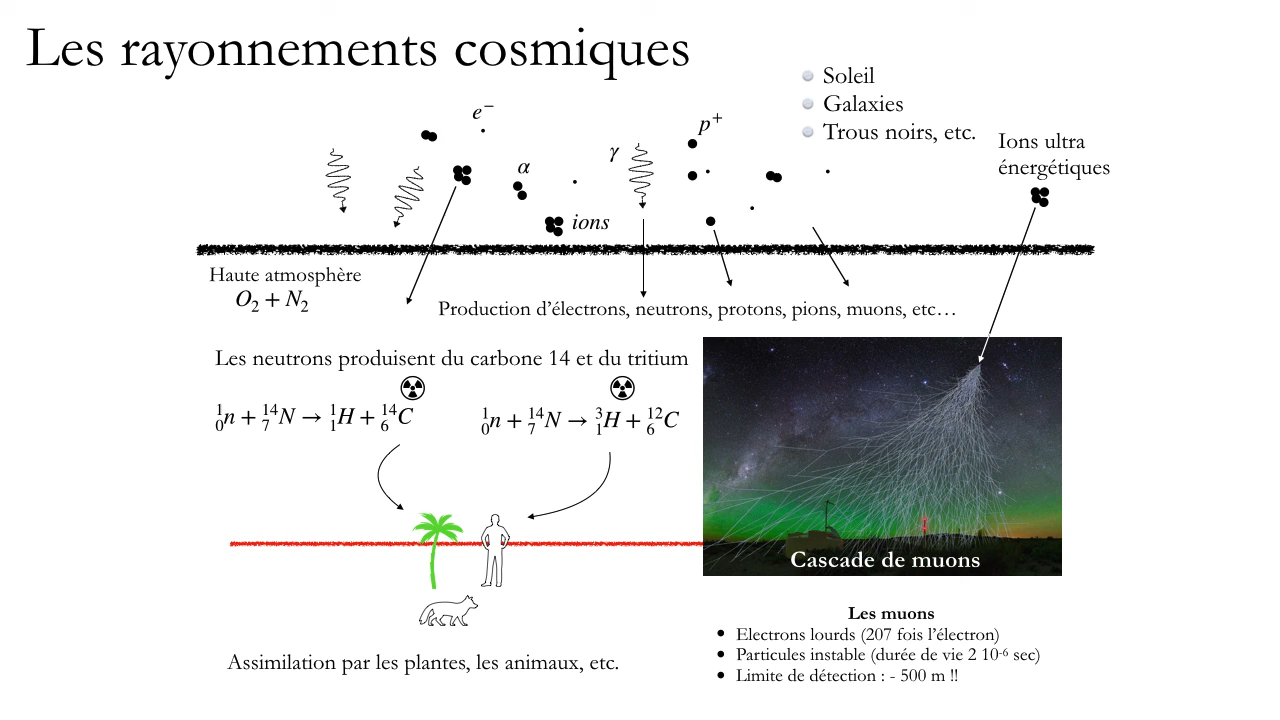 Les rayonnements cosmiques
Soleil
Galaxies
Trous noirs, etc.
Ions ultra
énergétiques
e⁻
p⁺
γ
α
ions
Haute atmosphère
O₂ + N₂
Production d’électrons, neutrons, protons, pions, muons, etc…
Les neutrons produisent du carbone 14 et du tritium
¹₀n + ¹⁴₇N → ¹₁H + ¹⁴₆C
¹₀n + ¹⁴₇N → ³₁H + ¹²₆C
Cascade de muons
Assimilation par les plantes, les animaux, etc.
Les muons
Electrons lourds (207 fois l’électron)
Particules instable (durée de vie 2 10⁻⁶ sec)
Limite de détection : - 500 m !!